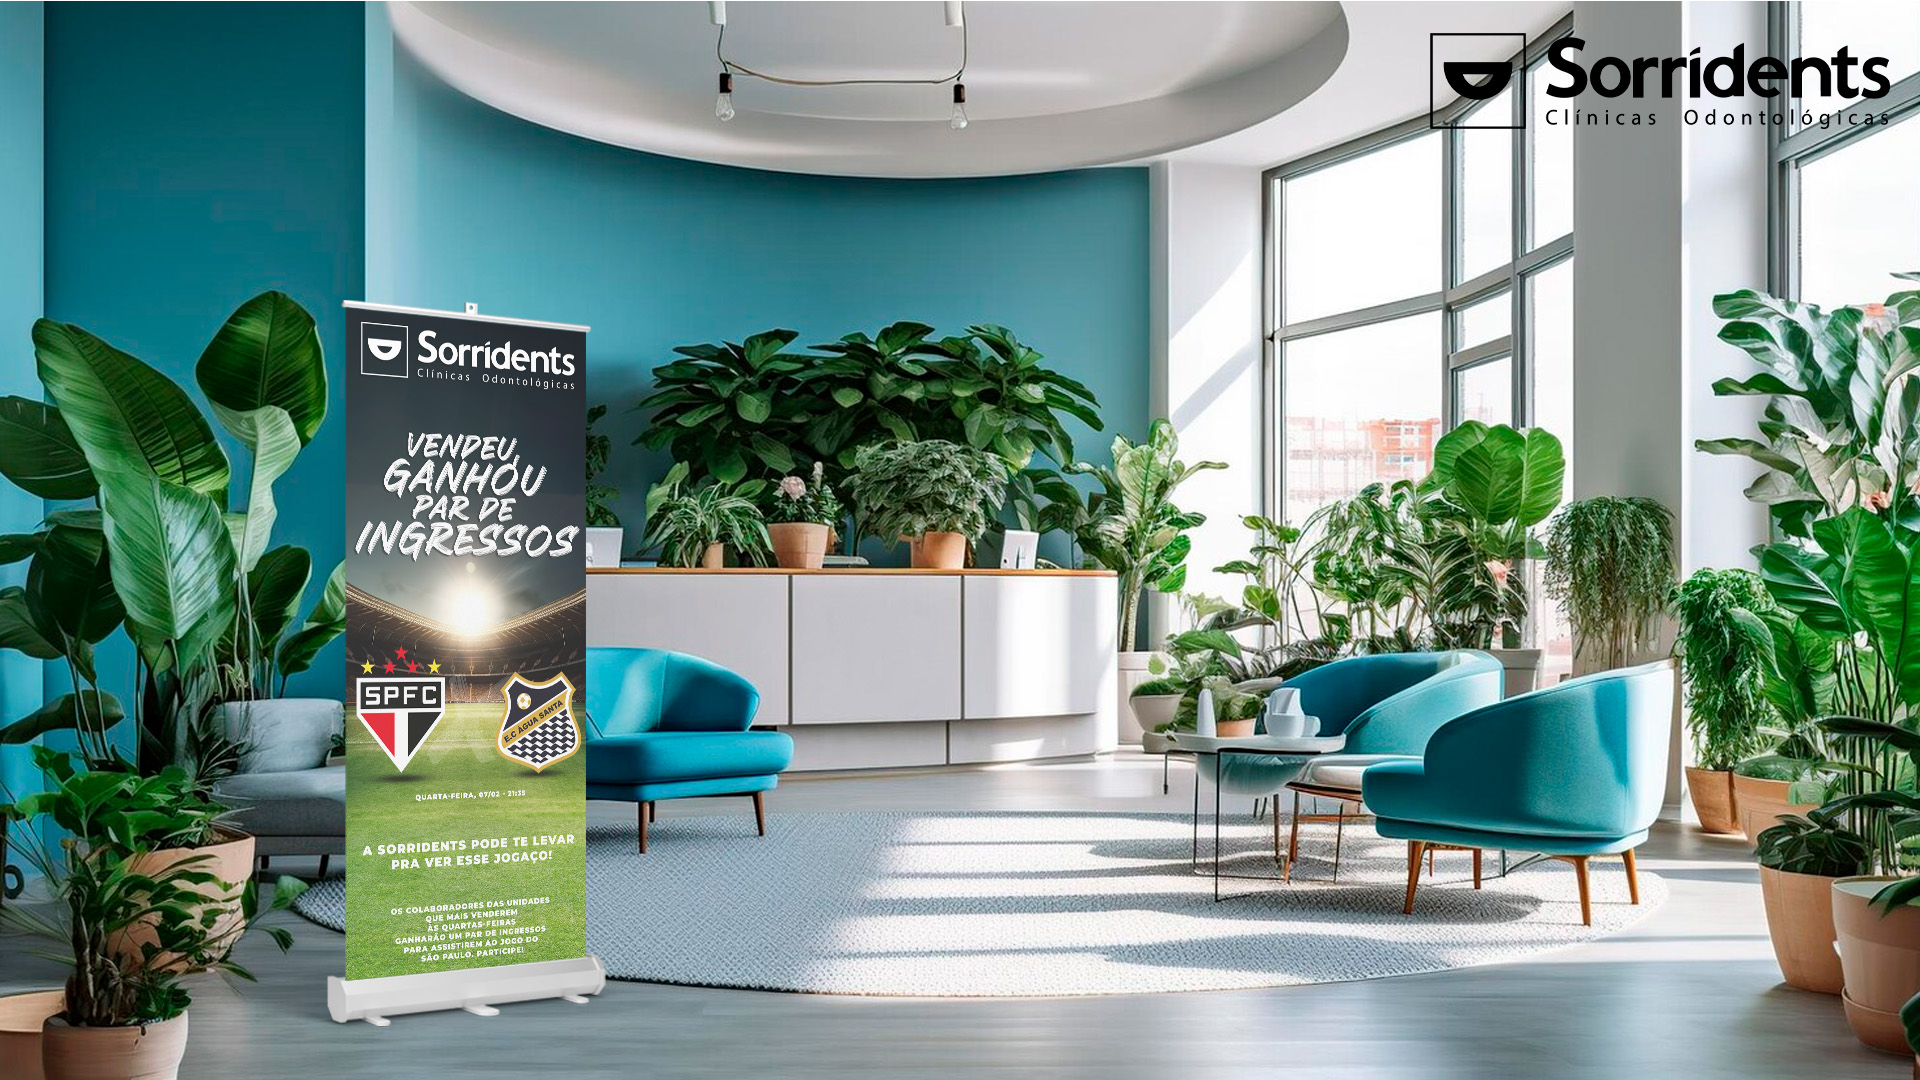 Sorridents
Clínicas Odontológicas
Sorridents
Clínicas Odontológicas
VENDEU,
GANHOU
PAR DE
INGRESSOS
SPFC
E.C ÁGUA SANTA
QUARTA-FEIRA, 07/02 - 21:35
A SORRIDENTS PODE TE LEVAR
PRA VER ESSE JOGAÇO!
OS COLABORADORES DAS UNIDADES
QUE MAIS VENDEREM
ÀS QUARTAS-FEIRAS
GANHARÃO UM PAR DE INGRESSOS
PARA ASSISTIREM AO JOGO DO
SÃO PAULO. PARTICIPE!